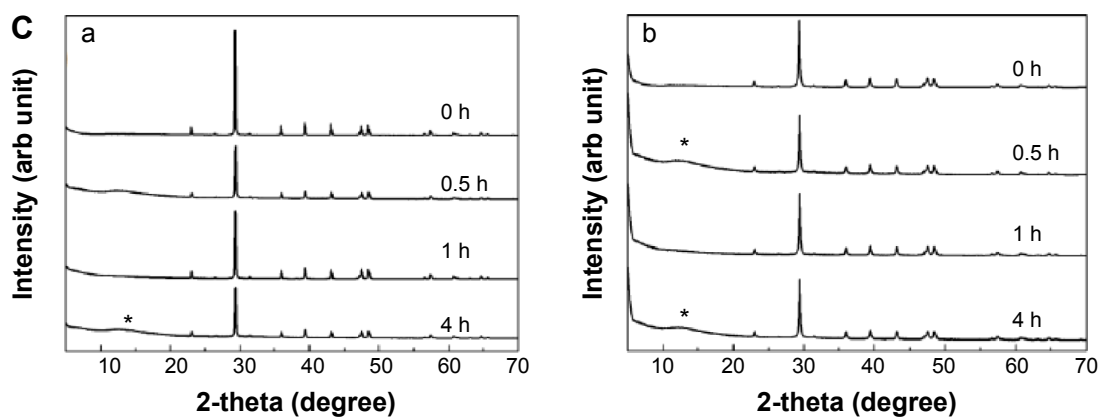 C
a
Intensity (arb unit)
0 h
0.5 h
1 h
*
4 h
10 20 30 40 50 60 70
2-theta (degree)
b
Intensity (arb unit)
0 h
*
0.5 h
1 h
*
4 h
10 20 30 40 50 60 70
2-theta (degree)